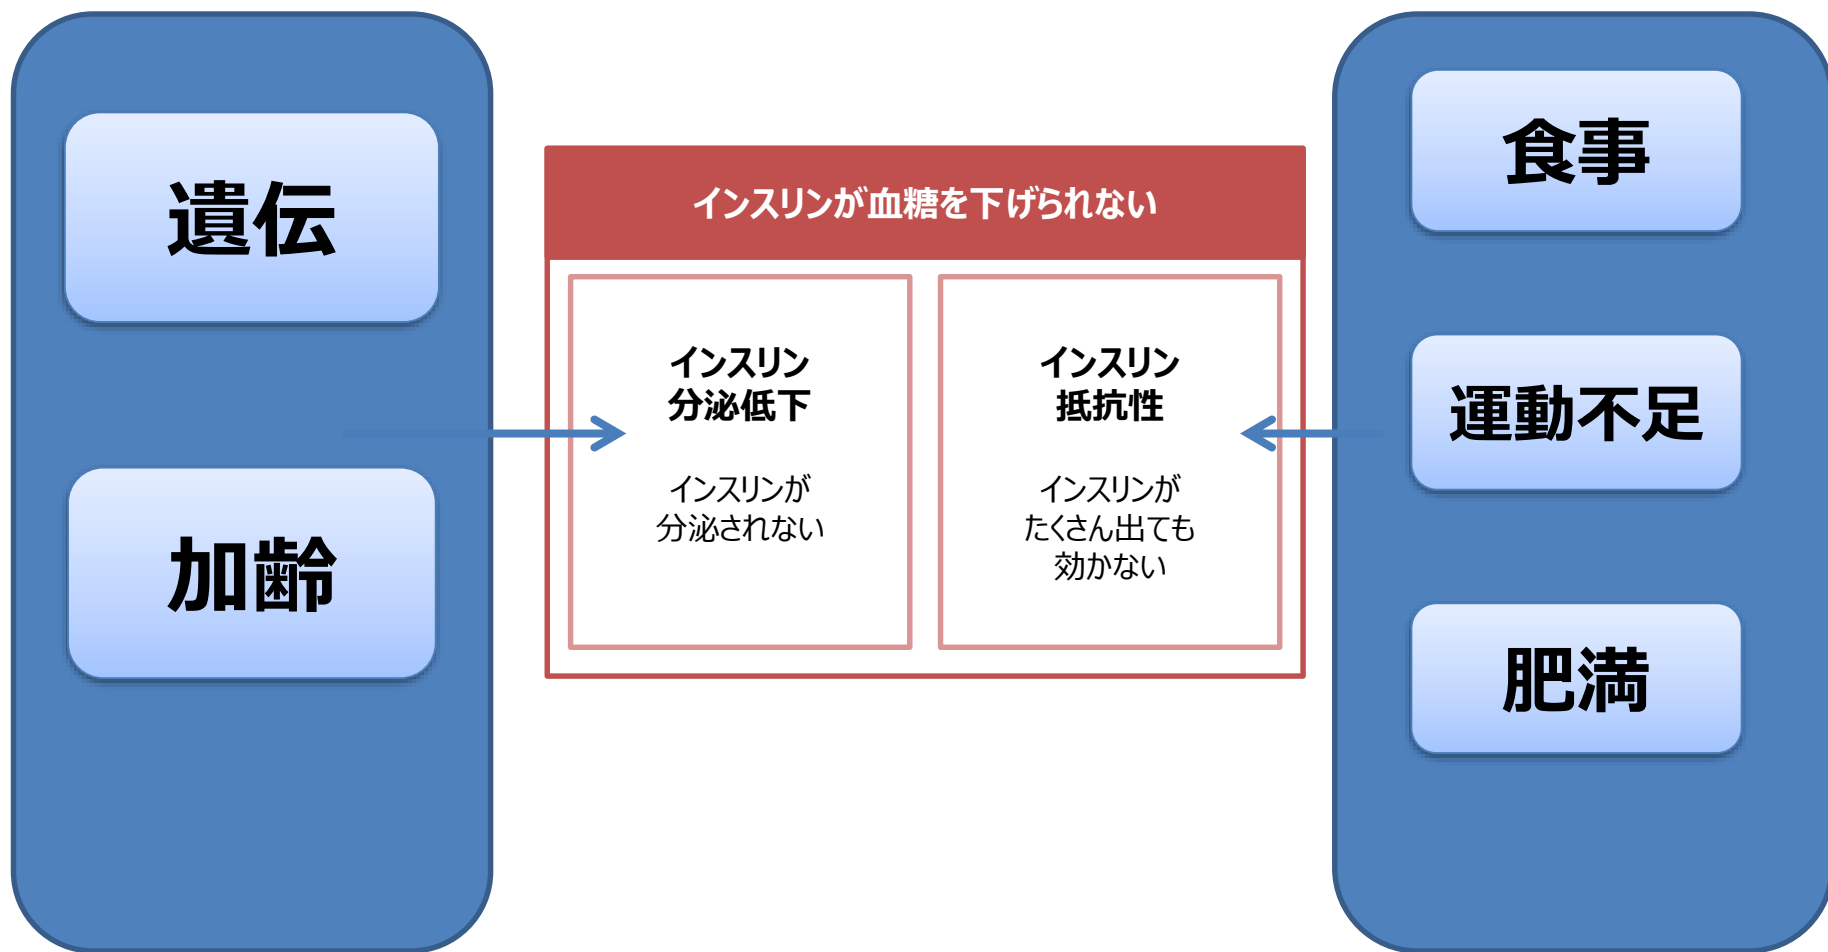 遺伝
加齢
インスリンが血糖を下げられない
インスリン
分泌低下
インスリンが
分泌されない
インスリン
抵抗性
インスリンが
たくさん出ても
効かない
食事
運動不足
肥満